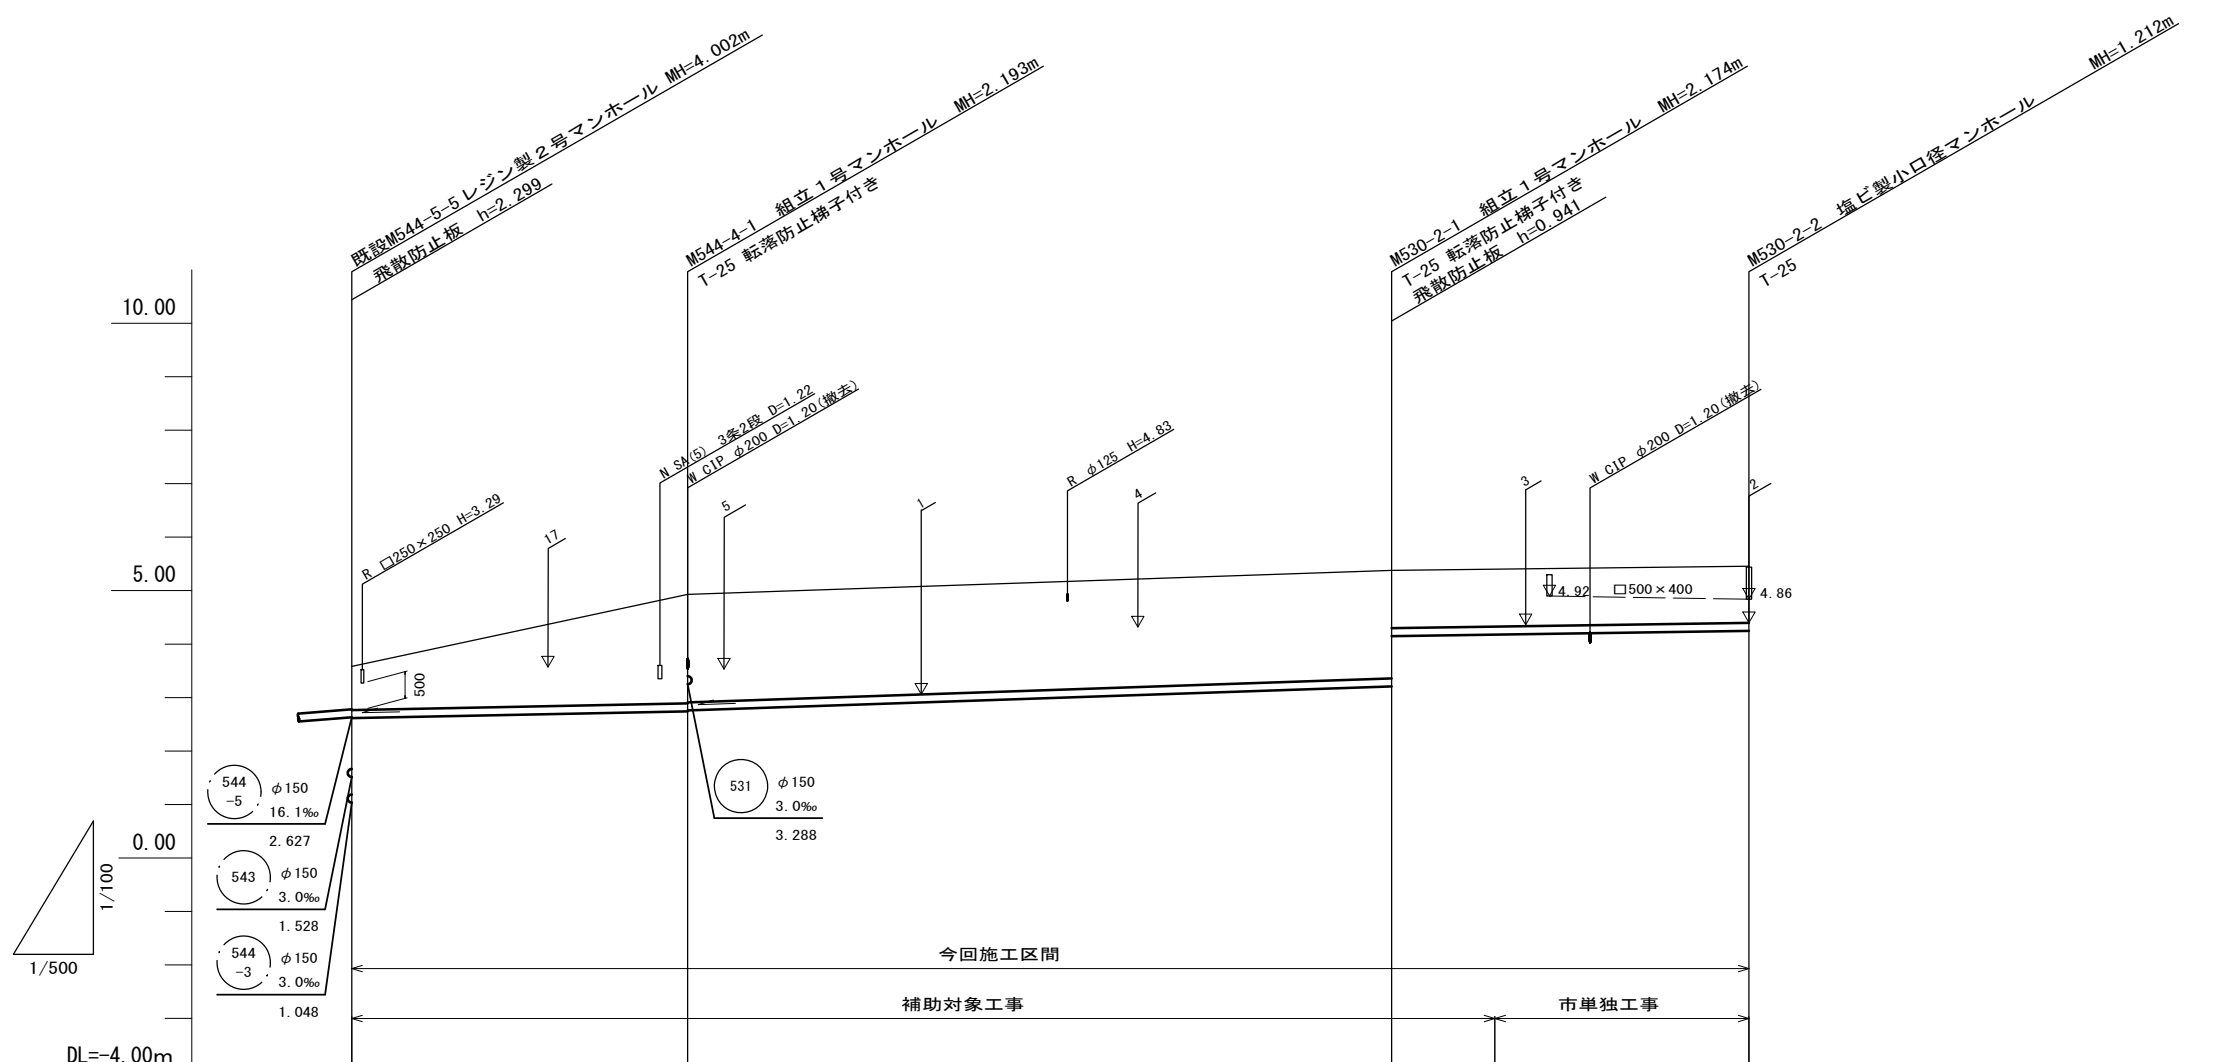 既設M544-5-5 レジン製２号マンホール MH=4.002m
飛散防止板 h=2.299
M544-4-1 組立１号マンホール MH=2.193m
T-25 転落防止梯子付き
M530-2-1 組立１号マンホール MH=2.174m
T-25 転落防止梯子付き
飛散防止板 h=0.941
M530-2-2 塩ビ製小口径マンホール MH=1.212m
T-25
10.00
5.00
0.00
DL=-4.00m
R □250×250 H=3.29
17
N SA(5) 3条2段 D=1.22
W CIP φ200 D=1.20(撤去)
5
1
R φ125 H=4.83
4
3
W CIP φ200 D=1.20(撤去)
2
4.92 □500×400
4.86
500
544
-5
φ150
16.1‰
2.627
543
φ150
3.0‰
1.528
544
-3
φ150
3.0‰
1.048
531
φ150
3.0‰
3.288
1/100
1/500
今回施工区間
補助対象工事
市単独工事